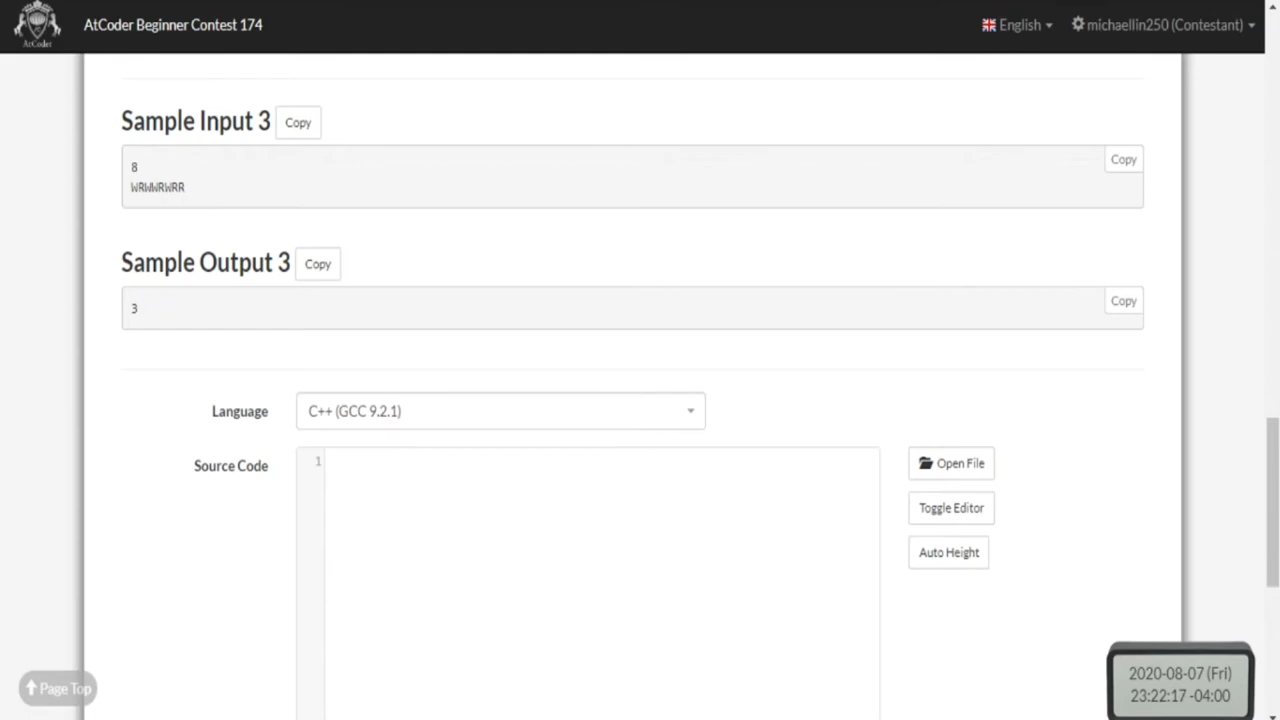 AtCoder
AtCoder Beginner Contest 174
English
michaellin250 (Contestant)
Sample Input 3
Copy
Copy
8
WRWWRWRR
Sample Output 3
Copy
Copy
3
Language
C++ (GCC 9.2.1)
Source Code
1
Open File
Toggle Editor
Auto Height
Page Top
2020-08-07 (Fri)
23:22:17 -04:00